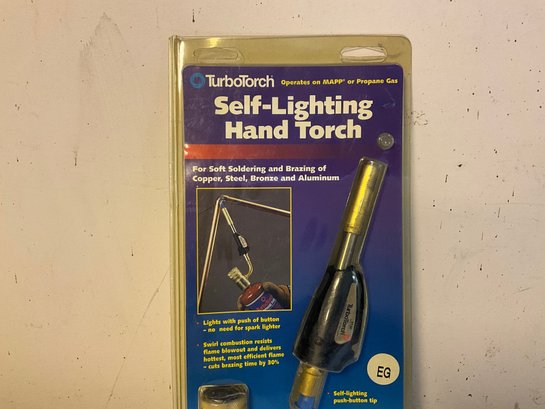 TurboTorch
Operates on MAPP® or Propane Gas
Self-Lighting
Hand Torch
For Soft Soldering and Brazing of
Copper, Steel, Bronze and Aluminum
• Lights with push of button
– no need for spark lighter
• Swirl combustion resists
flame blowout and delivers
hottest, most efficient flame
– cuts brazing time by 30%
TurboTorch
EG
• Self-lighting
push-button tip